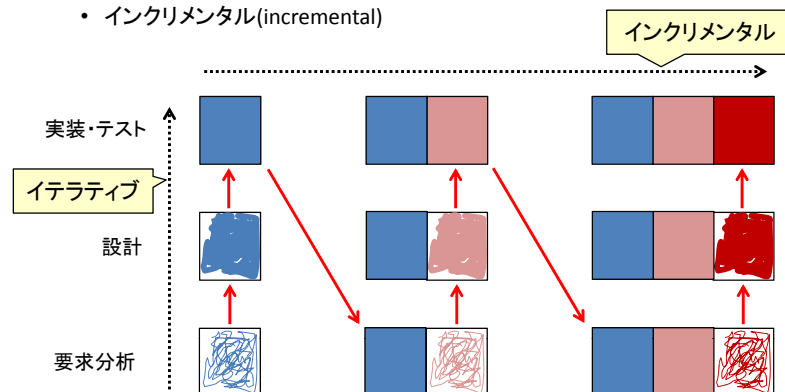 • インクリメンタル(incremental)
インクリメンタル
実装・テスト
イテラティブ
設計
要求分析